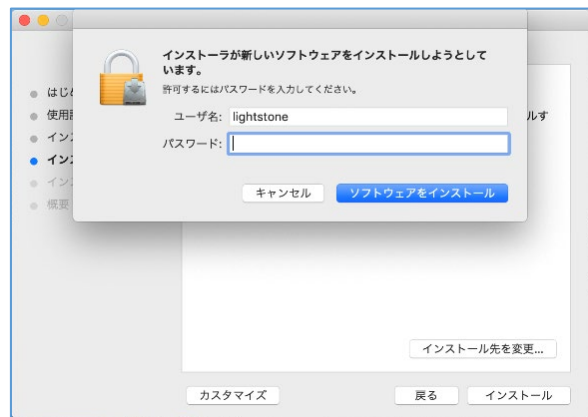 インストーラが新しいソフトウェアをインストールしようとして
います。
許可するにはパスワードを入力してください。
ユーザ名: lightstone
パスワード:
キャンセル ソフトウェアをインストール
はじ
使用
イン
イン
イン
概要
ルす
インストール先を変更...
カスタマイズ 戻る インストール